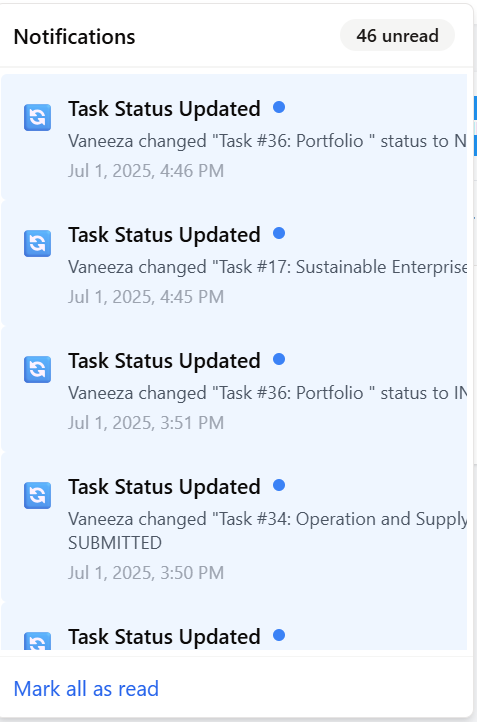 Notifications
46 unread
Task Status Updated
Vaneeza changed "Task #36: Portfolio " status to N
Jul 1, 2025, 4:46 PM
Task Status Updated
Vaneeza changed "Task #17: Sustainable Enterprise
Jul 1, 2025, 4:45 PM
Task Status Updated
Vaneeza changed "Task #36: Portfolio " status to IN
Jul 1, 2025, 3:51 PM
Task Status Updated
Vaneeza changed "Task #34: Operation and Supply
SUBMITTED
Jul 1, 2025, 3:50 PM
Task Status Updated
Mark all as read